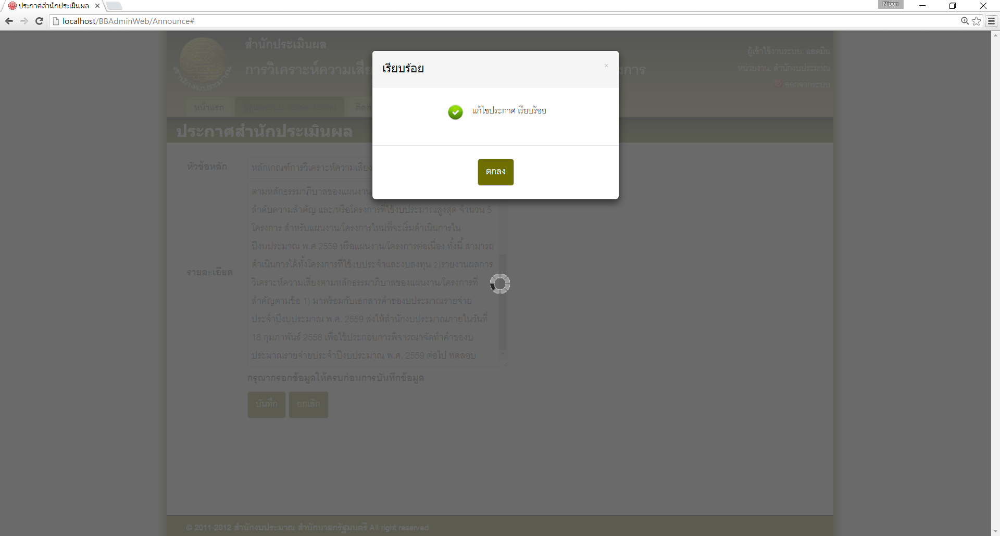 ประกาศสำนักประเมินผล
Nipon
localhost/BBAdminWeb/Announce#
สำนักประเมินผล
การวิเคราะห์ความเสี่
งการ
ผู้เข้าใช้งานระบบ: แอดมิน
หน่วยงาน: สำนักงบประมาณ
ออกจากระบบ
สำนักงบประมาณ
หน้าแรก
ติดต
ประกาศสำนักประเมินผล
เรียบร้อย
×
แก้ไขประกาศ เรียบร้อย
ตกลง
หัวข้อหลัก
หลักเกณฑ์การวิเคราะห์ความเสี่ยง
รายละเอียด
ตามหลักธรรมาภิบาลของแผนงาน
ลำดับความสำคัญ และ/หรือโครงการที่ใช้งบประมาณสูงสุด จำนวน 5
โครงการ สำหรับแผนงาน/โครงการใหม่ที่จะเริ่มดำเนินการใน
ปีงบประมาณ พ.ศ 2559 หรือแผนงาน/โครงการต่อเนื่อง ทั้งนี้ สามารถ
ดำเนินการได้ทั้งโครงการที่ใช้งบประจำและงบลงทุน 2)รายงานผลการ
วิเคราะห์ความเสี่ยงตามหลักธรรมาภิบาลของแผนงาน/โครงการที่
สำคัญตามข้อ 1) มาพร้อมกับเอกสารคำของบประมาณรายจ่าย
ประจำปีงบประมาณ พ.ศ. 2559 ส่งให้สำนักงบประมาณภายในวันที่
18 กุมภาพันธ์ 2558 เพื่อใช้ประกอบการพิจารณาจัดทำคำของบ
ประมาณรายจ่ายประจำปีงบประมาณ พ.ศ. 2559 ต่อไป ทดสอบ
กรุณากรอกข้อมูลให้ครบก่อนการบันทึกข้อมูล
บันทึก
ยกเลิก
© 2011-2012 สำนักงบประมาณ สำนักนายกรัฐมนตรี All right reserved